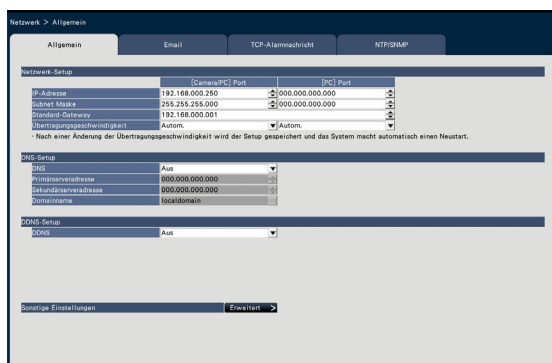 Netzwerk > Allgemein
Allgemein Email TCP-Alarmnachricht NTP/SNMP
Netzwerk-Setup
[Camera/PC] Port [PC] Port
IP-Adresse 192.168.000.250 000.000.000.000
Subnet Maske 255.255.255.000 000.000.000.000
Standard-Gateway 192.168.000.001
Übertragungsgeschwindigkeit Autom. Autom.
· Nach einer Änderung der Übertragungsgeschwindigkeit wird der Setup gespeichert und das System macht automatisch einen Neustart.
DNS-Setup
DNS Aus
Primärserveradresse 000.000.000.000
Sekundärserveradresse 000.000.000.000
Domainname localdomain
DDNS-Setup
DDNS Aus
Sonstige Einstellungen Erweitert >